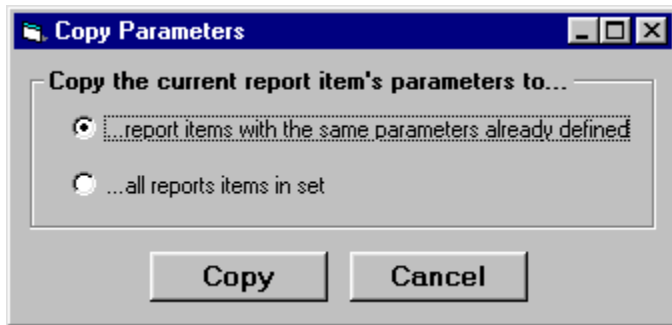 Copy Parameters
Copy the current report item's parameters to...
...report items with the same parameters already defined
...all reports items in set
Copy Cancel